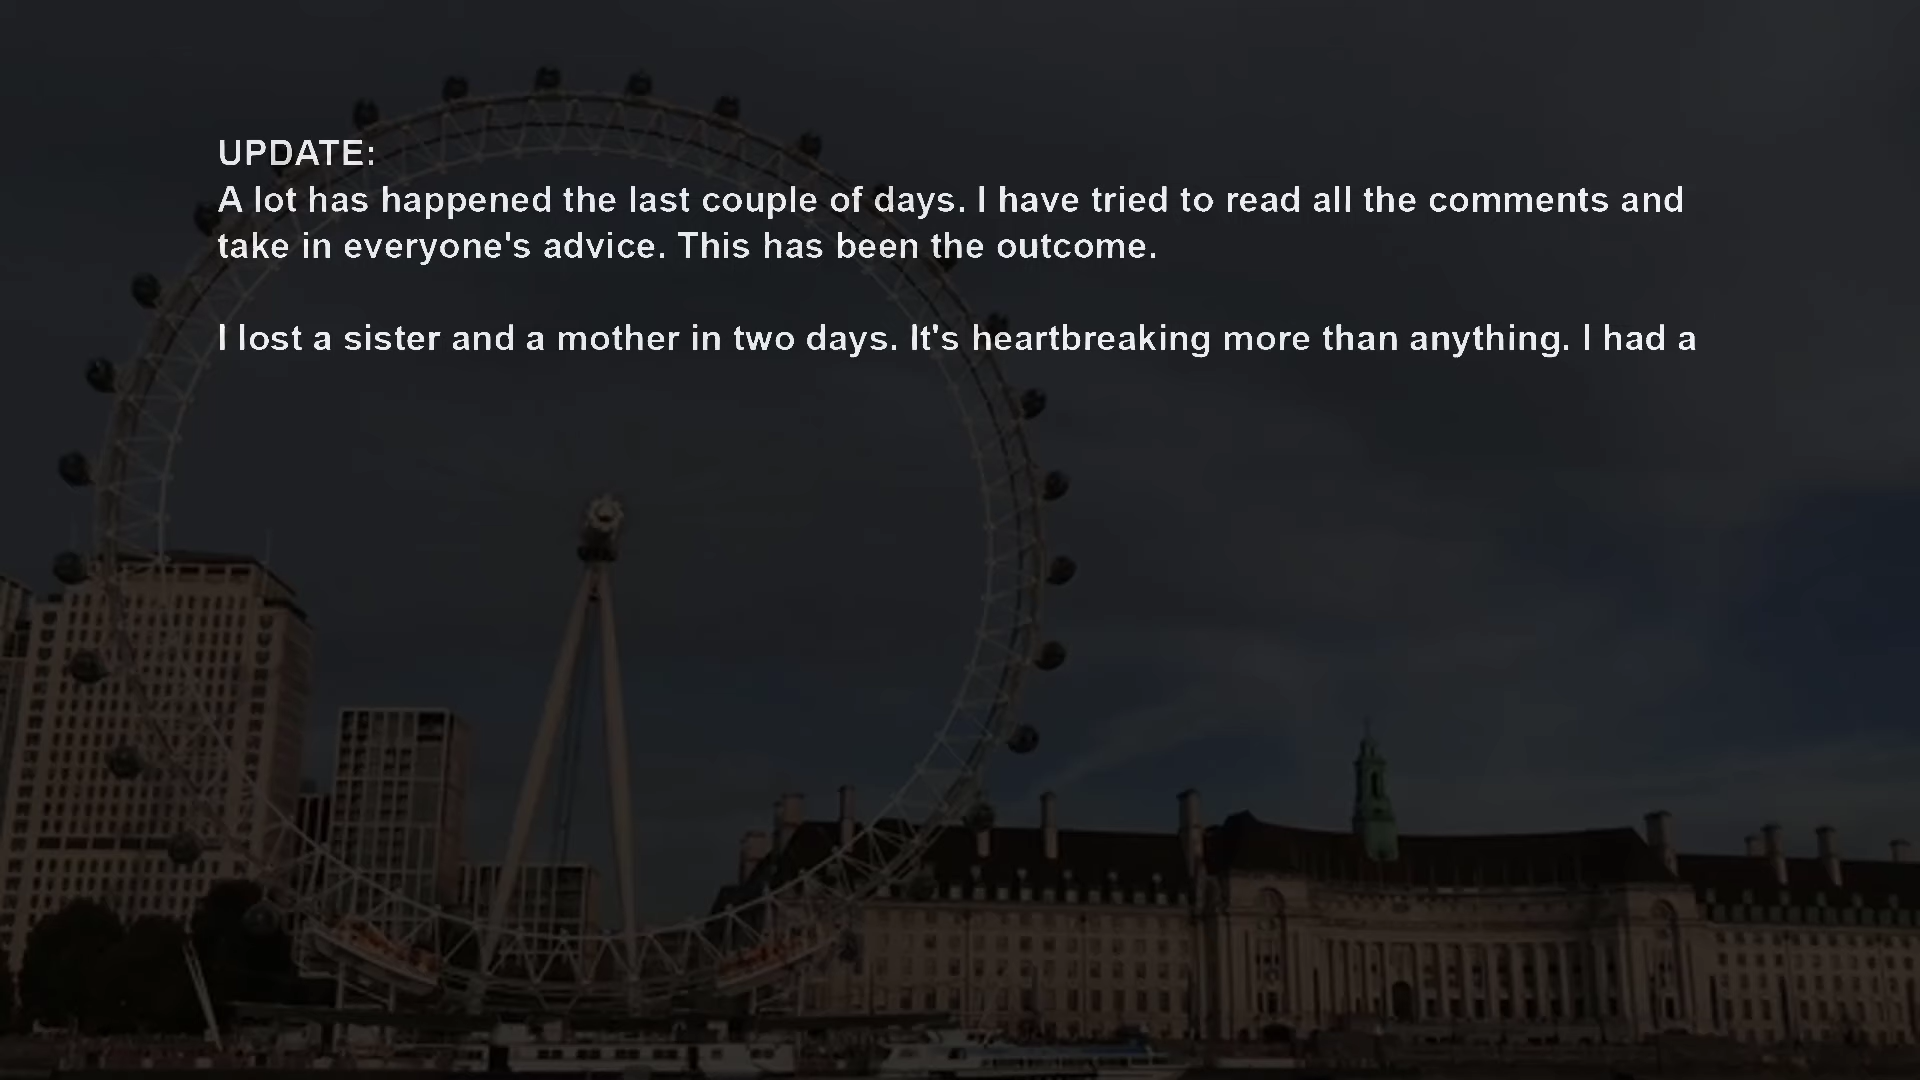 UPDATE:
A lot has happened the last couple of days. I have tried to read all the comments and
take in everyone's advice. This has been the outcome.
I lost a sister and a mother in two days. It's heartbreaking more than anything. I had a